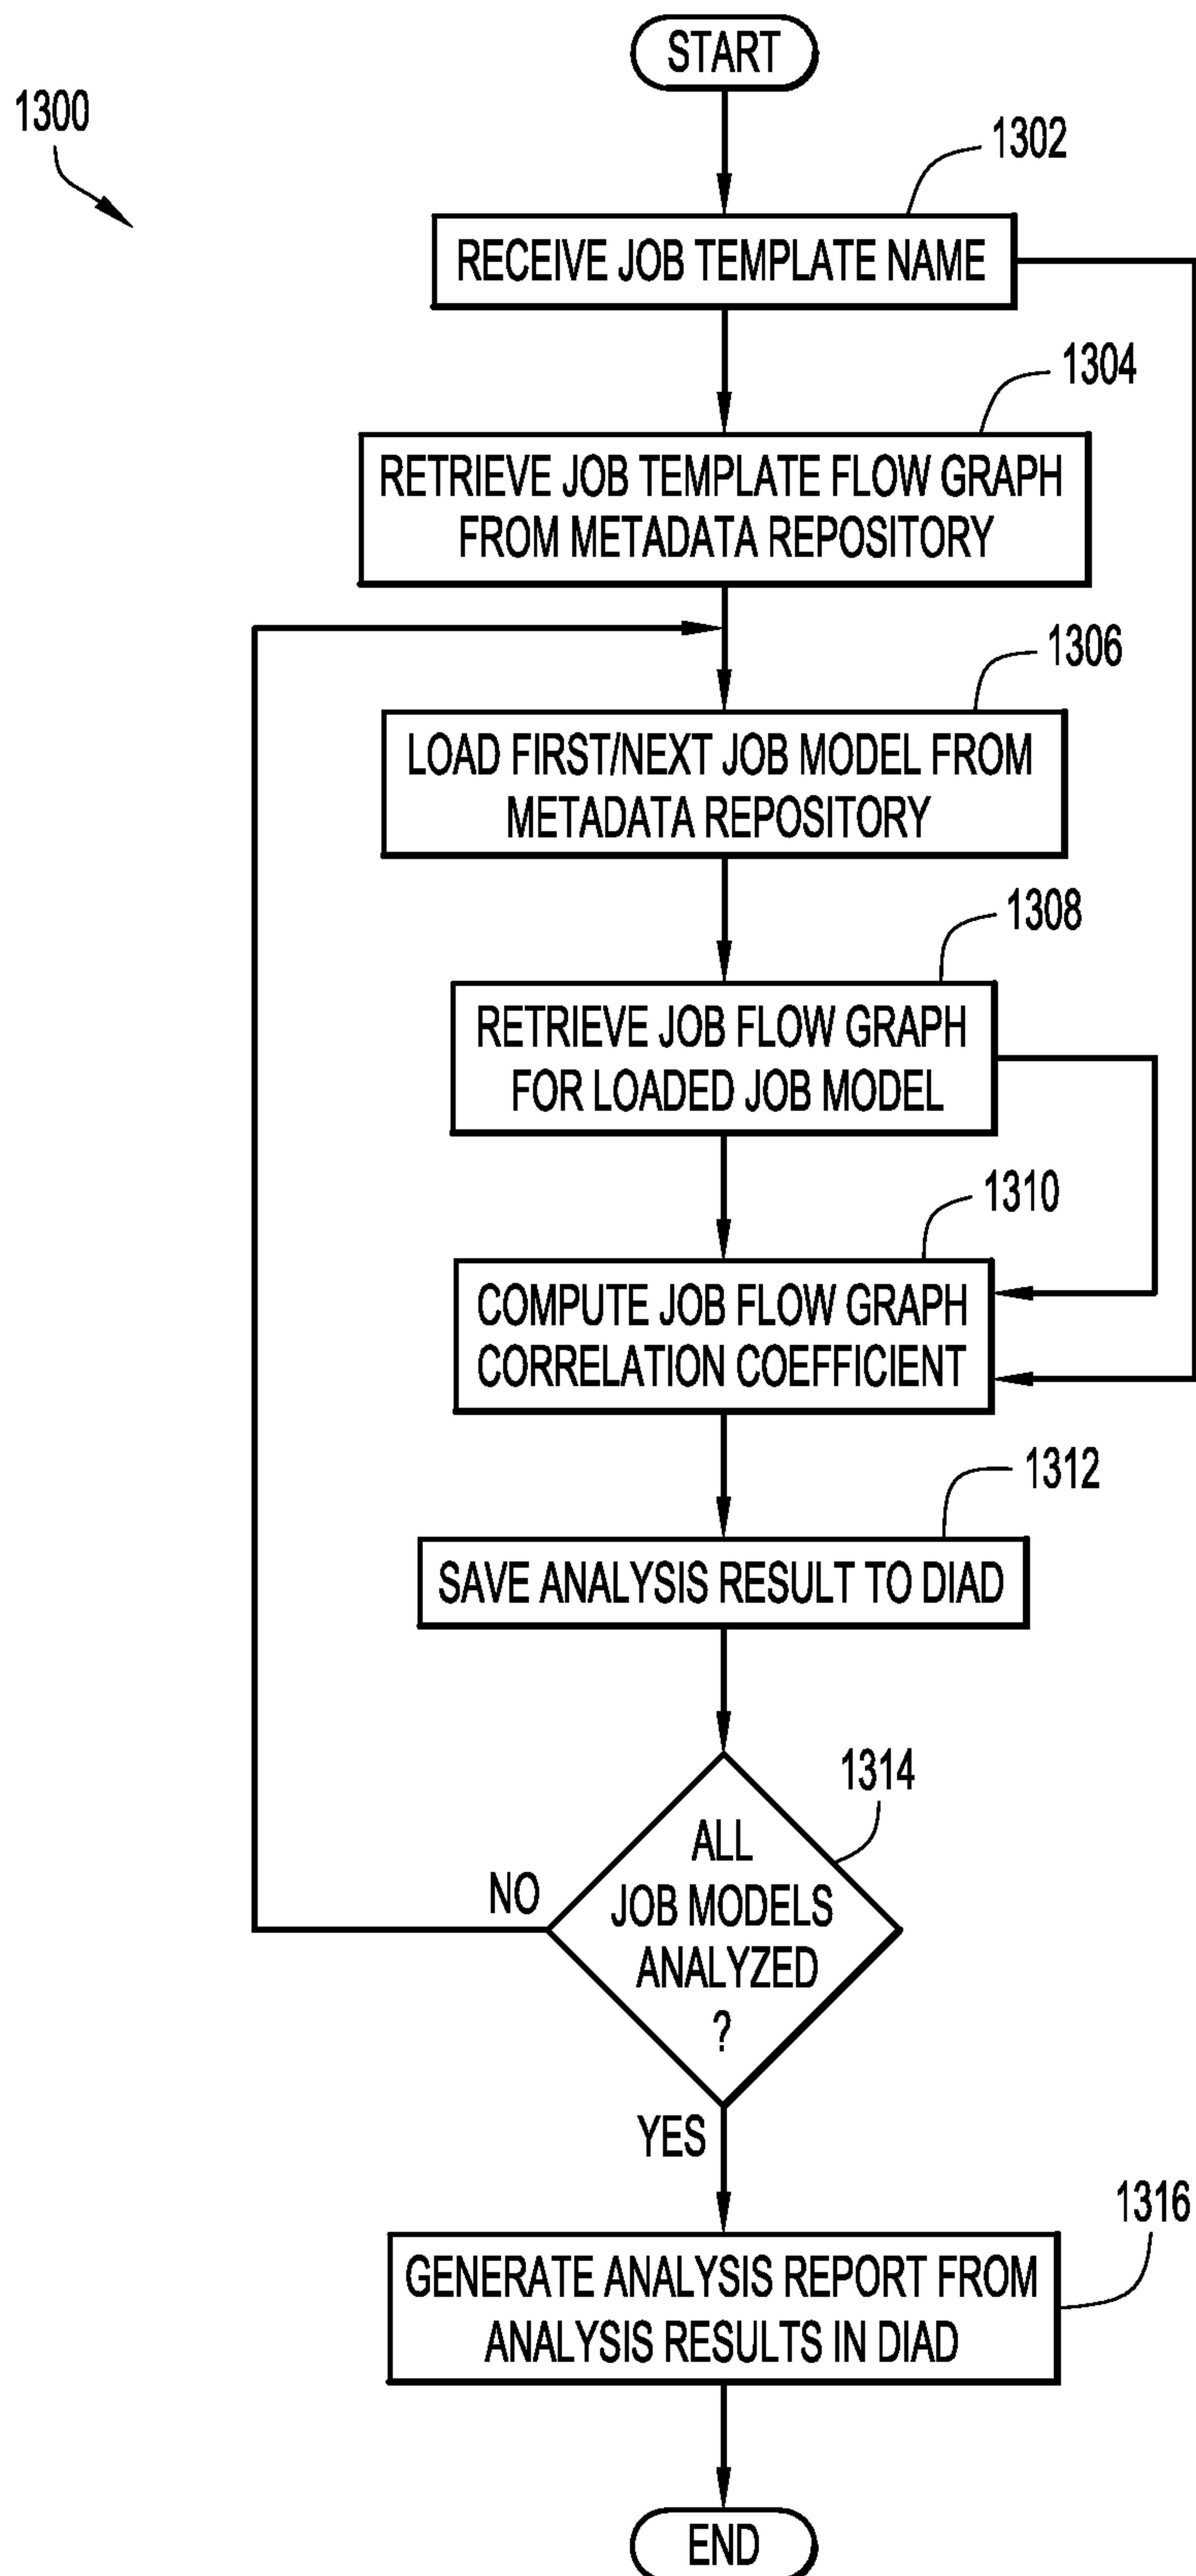 START
1300
1302
RECEIVE JOB TEMPLATE NAME
1304
RETRIEVE JOB TEMPLATE FLOW GRAPH
FROM METADATA REPOSITORY
1306
LOAD FIRST/NEXT JOB MODEL FROM
METADATA REPOSITORY
1308
RETRIEVE JOB FLOW GRAPH
FOR LOADED JOB MODEL
1310
COMPUTE JOB FLOW GRAPH
CORRELATION COEFFICIENT
1312
SAVE ANALYSIS RESULT TO DIAD
1314
ALL
JOB MODELS
ANALYZED
?
NO
YES
1316
GENERATE ANALYSIS REPORT FROM
ANALYSIS RESULTS IN DIAD
END